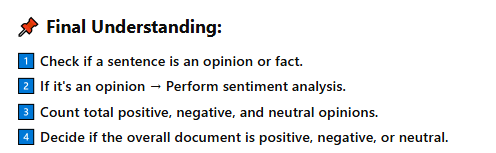 📌 Final Understanding:
1 Check if a sentence is an opinion or fact.
2 If it's an opinion → Perform sentiment analysis.
3 Count total positive, negative, and neutral opinions.
4 Decide if the overall document is positive, negative, or neutral.